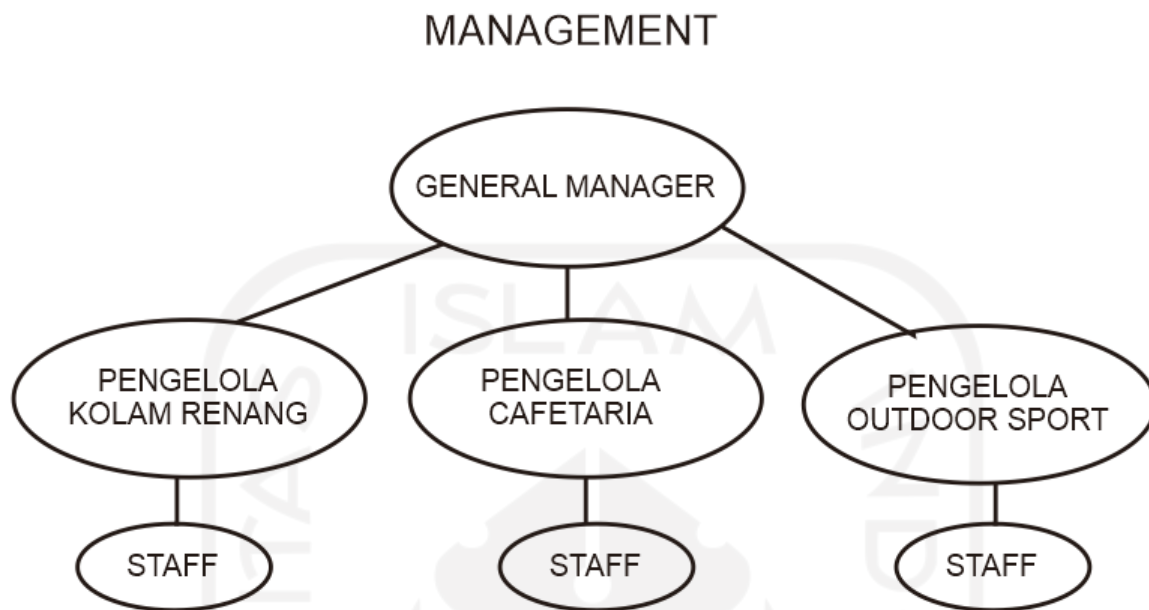 MANAGEMENT
GENERAL MANAGER
PENGELOLA
KOLAM RENANG
PENGELOLA
CAFETARIA
PENGELOLA
OUTDOOR SPORT
STAFF
STAFF
STAFF
ISLAM